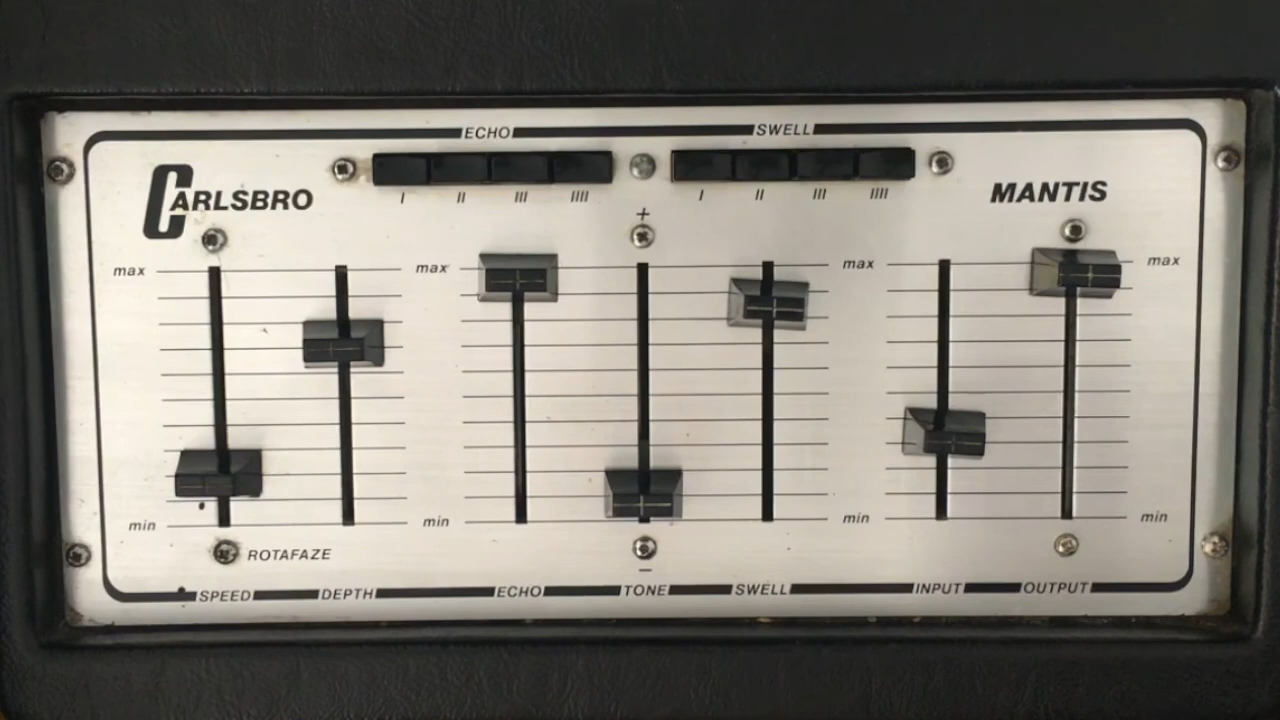 ECHO SWELL
CARLSBRO
I II III IIII
I II III IIII
MANTIS
+
max max max max
min min min min
ROTAFAZE
–
SPEED DEPTH ECHO TONE SWELL INPUT OUTPUT